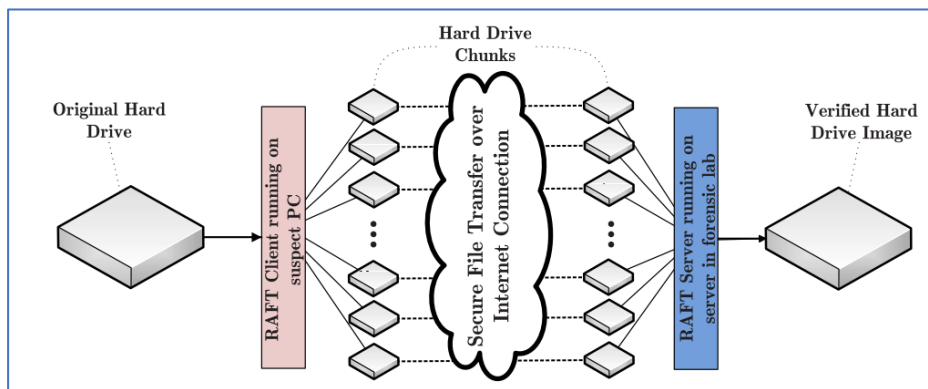 Hard Drive
Chunks
Original Hard
Drive
Verified Hard
Drive Image
RAFT Client running on
suspect PC
Secure File Transfer over
Internet Connection
RAFT Server running on
server in forensic lab